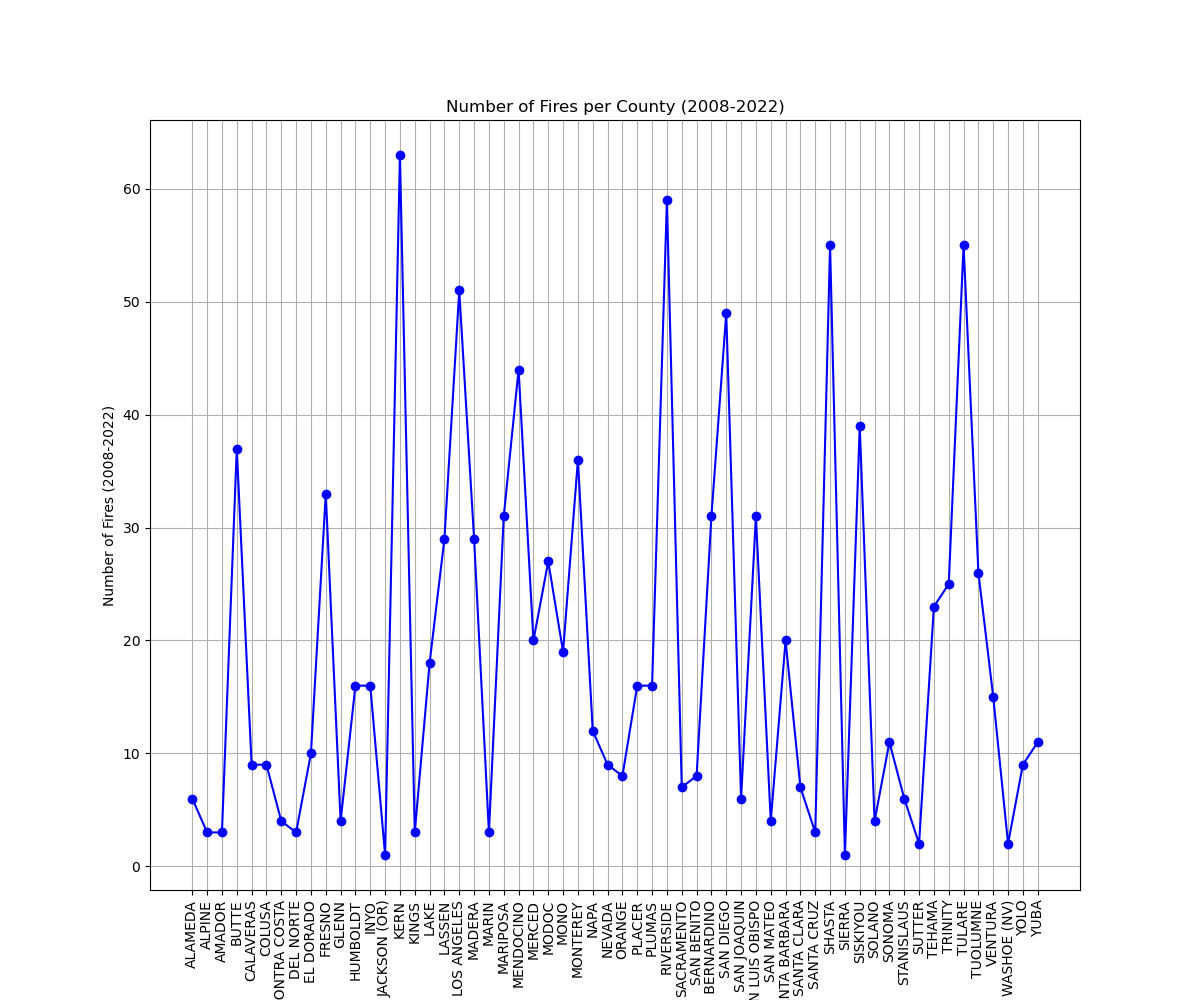 Number of Fires per County (2008-2022)
Number of Fires (2008-2022)
60
50
40
30
20
10
0
ALAMEDA
ALPINE
AMADOR
BUTTE
CALAVERAS
COLUSA
ONTRA COSTA
DEL NORTE
EL DORADO
FRESNO
GLENN
HUMBOLDT
INYO
JACKSON (OR)
KERN
KINGS
LAKE
LASSEN
LOS ANGELES
MADERA
MARIN
MARIPOSA
MENDOCINO
MERCED
MODOC
MONO
MONTEREY
NAPA
NEVADA
ORANGE
PLACER
PLUMAS
RIVERSIDE
SACRAMENTO
SAN BENITO
BERNARDINO
SAN DIEGO
SAN JOAQUIN
N LUIS OBISPO
SAN MATEO
NTA BARBARA
SANTA CLARA
SANTA CRUZ
SHASTA
SIERRA
SISKIYOU
SOLANO
SONOMA
STANISLAUS
SUTTER
TEHAMA
TRINITY
TULARE
TUOLUMNE
VENTURA
WASHOE (NV)
YOLO
YUBA